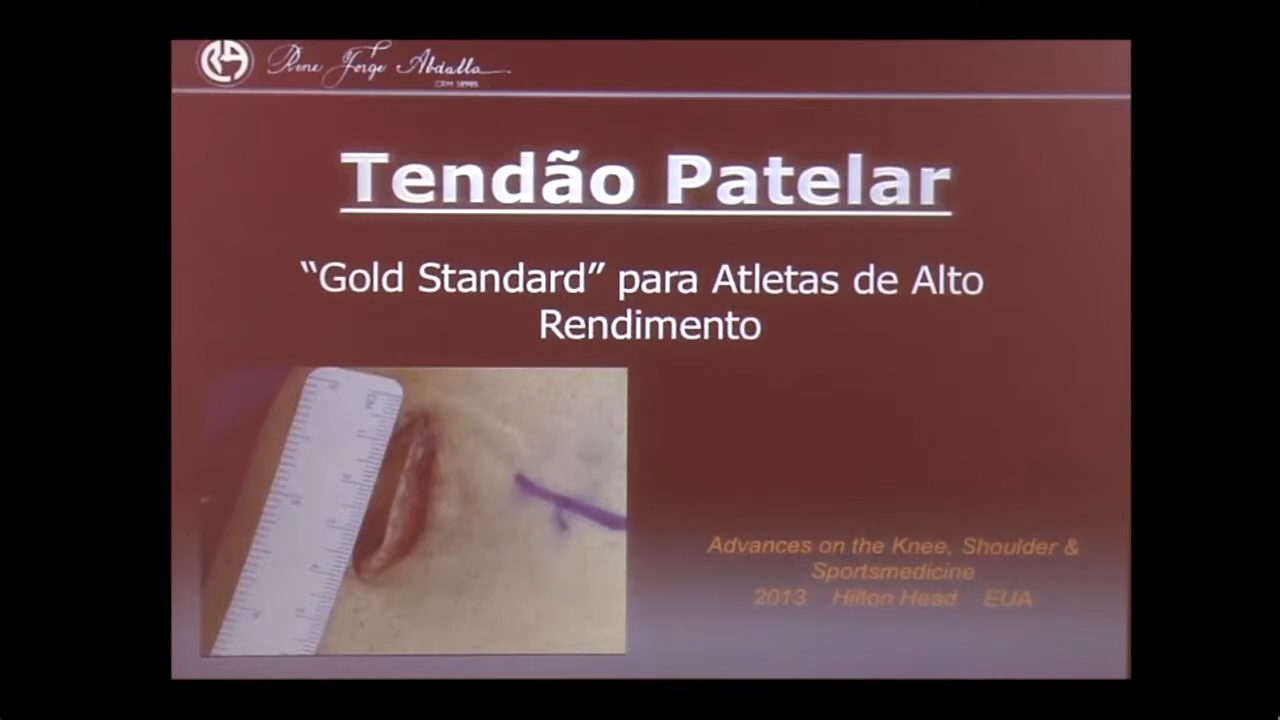 Rene Jorge Abdalla
Tendão Patelar
“Gold Standard” para Atletas de Alto
Rendimento
Advances on the Knee, Shoulder &
Sportsmedicine
2013 Hilton Head EUA